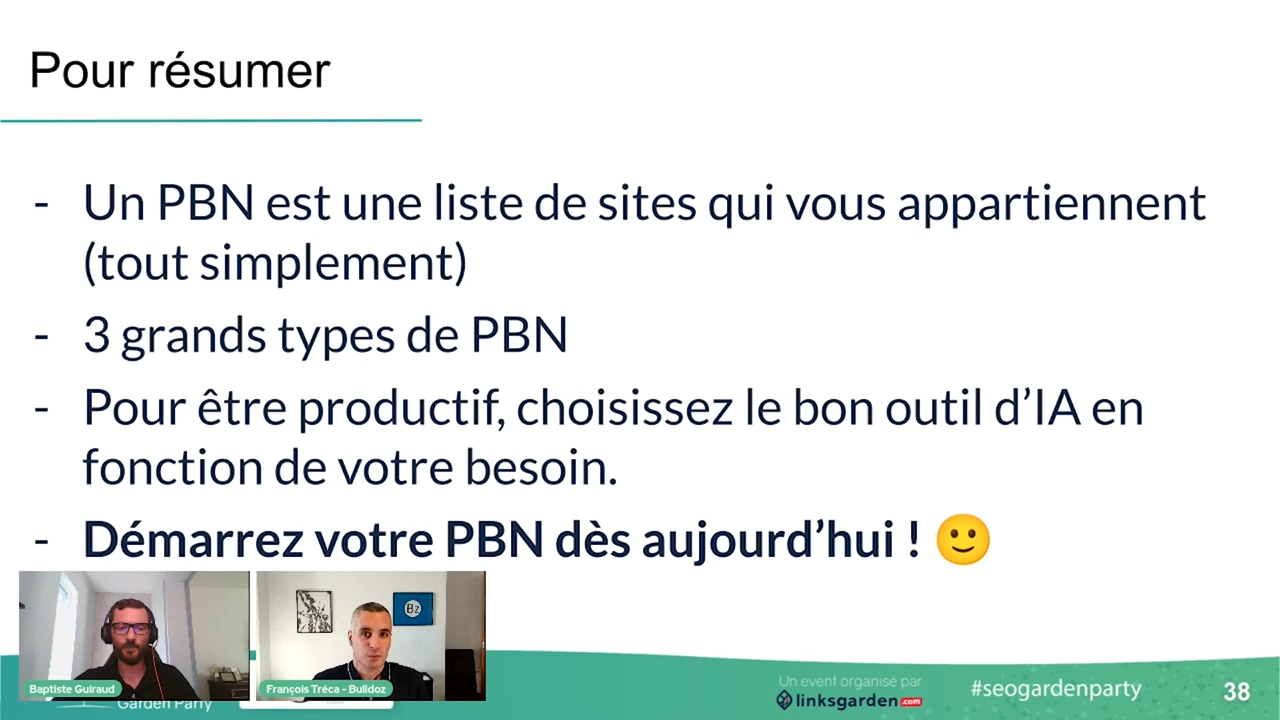 Pour résumer
- Un PBN est une liste de sites qui vous appartiennent
(tout simplement)
- 3 grands types de PBN
- Pour être productif, choisissez le bon outil d’IA en
fonction de votre besoin.
- Démarrez votre PBN dès aujourd’hui ! 🙂
Bz
Baptiste Guiraud
François Tréca - Bulldoz
Garden Party
Un event organisé par
linksgarden.com
#seogardenparty
38